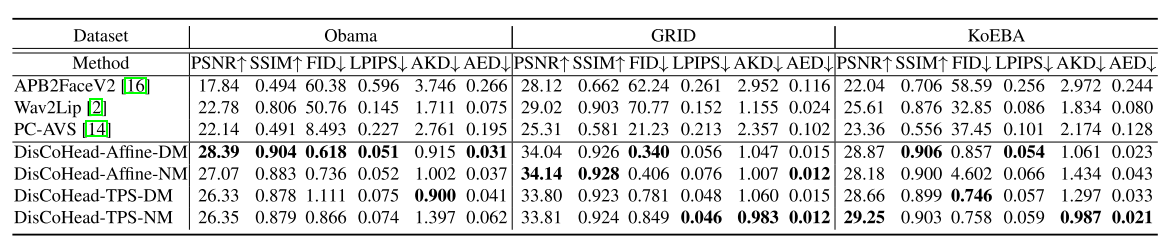 Dataset Obama GRID KoEBA
Method PSNR↑ SSIM↑ FID↓ LPIPS↓ AKD↓ AED↓ PSNR↑ SSIM↑ FID↓ LPIPS↓ AKD↓ AED↓ PSNR↑ SSIM↑ FID↓ LPIPS↓ AKD↓ AED↓
APB2FaceV2 [16] 17.84 0.494 60.38 0.596 3.746 0.266 28.12 0.662 62.24 0.261 2.952 0.116 22.04 0.706 58.59 0.256 2.972 0.244
Wav2Lip [2] 22.78 0.806 50.76 0.145 1.711 0.075 29.02 0.903 70.77 0.152 1.155 0.024 25.61 0.876 32.85 0.086 1.834 0.080
PC-AVS [14] 22.14 0.491 8.493 0.227 2.761 0.195 25.31 0.581 21.23 0.213 2.357 0.102 23.36 0.556 37.45 0.101 2.174 0.128
DisCoHead-Affine-DM 28.39 0.904 0.618 0.051 0.915 0.031 34.04 0.926 0.340 0.056 1.047 0.015 28.87 0.906 0.857 0.054 1.061 0.023
DisCoHead-Affine-NM 27.07 0.883 0.736 0.052 1.002 0.037 34.14 0.928 0.406 0.076 1.007 0.012 28.18 0.900 4.602 0.066 1.434 0.043
DisCoHead-TPS-DM 26.33 0.878 1.111 0.075 0.900 0.041 33.80 0.923 0.781 0.048 1.060 0.015 28.66 0.899 0.746 0.057 1.297 0.033
DisCoHead-TPS-NM 26.35 0.879 0.866 0.074 1.397 0.062 33.81 0.924 0.849 0.046 0.983 0.012 29.25 0.903 0.758 0.059 0.987 0.021